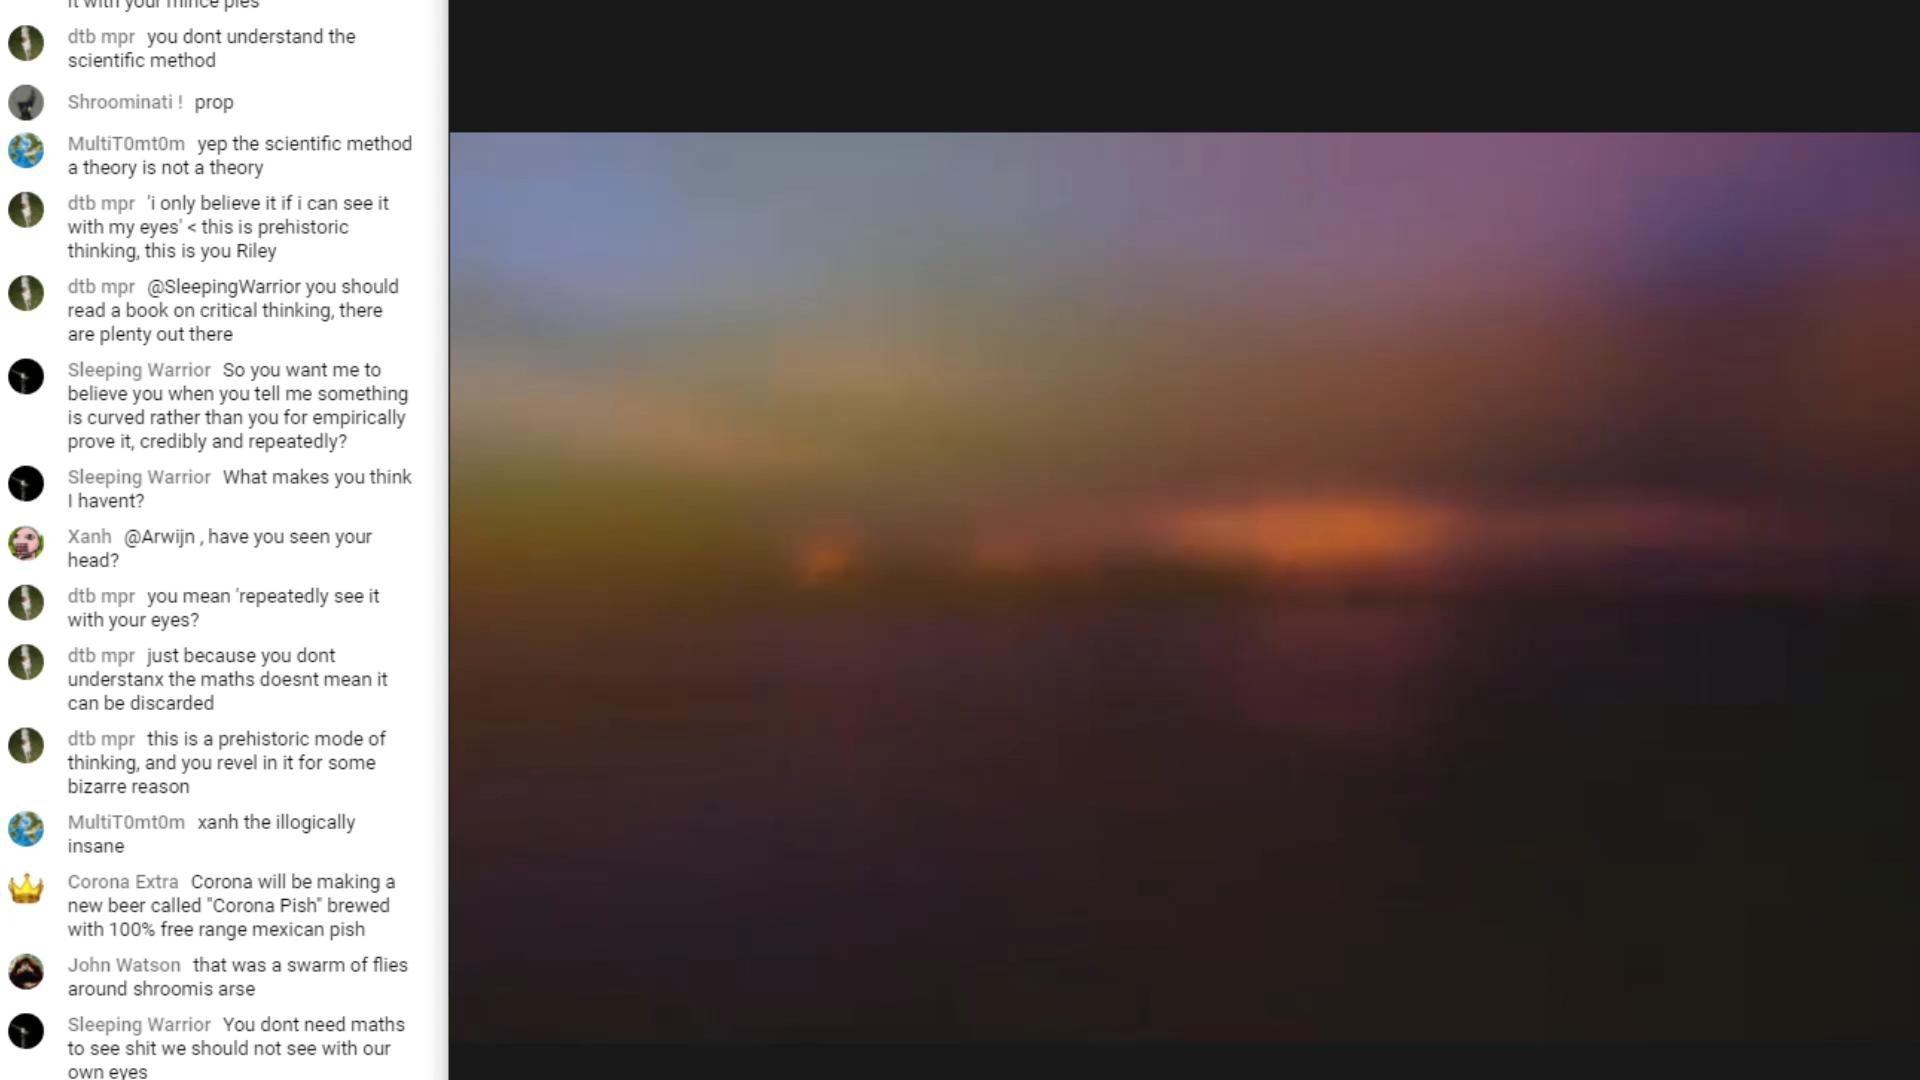 it with your mince pies
dtb mpr you dont understand the
scientific method
Shroominati ! prop
MultiT0mt0m yep the scientific method
a theory is not a theory
dtb mpr 'i only believe it if i can see it
with my eyes' < this is prehistoric
thinking, this is you Riley
dtb mpr @SleepingWarrior you should
read a book on critical thinking, there
are plenty out there
Sleeping Warrior So you want me to
believe you when you tell me something
is curved rather than you for empirically
prove it, credibly and repeatedly?
Sleeping Warrior What makes you think
I havent?
Xanh @Arwijn , have you seen your
head?
dtb mpr you mean 'repeatedly see it
with your eyes?
dtb mpr just because you dont
understanx the maths doesnt mean it
can be discarded
dtb mpr this is a prehistoric mode of
thinking, and you revel in it for some
bizarre reason
MultiT0mt0m xanh the illogically
insane
Corona Extra Corona will be making a
new beer called "Corona Pish" brewed
with 100% free range mexican pish
John Watson that was a swarm of flies
around shroomis arse
Sleeping Warrior You dont need maths
to see shit we should not see with our
own eyes